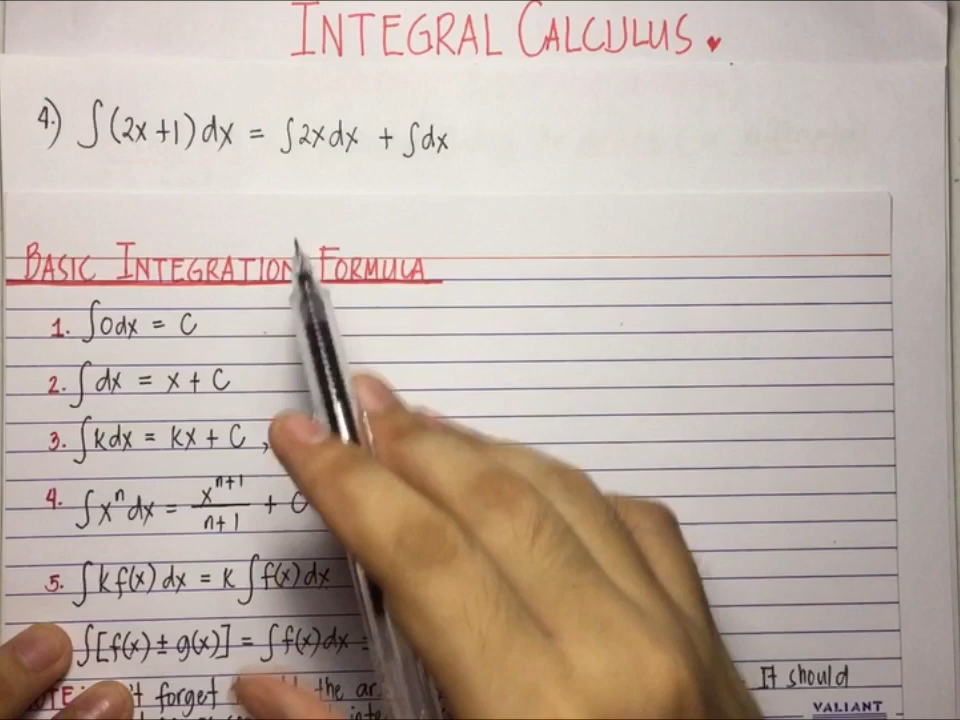 INTEGRAL CALCULUS ♥
4.) ∫(2x+1)dx = ∫2xdx + ∫dx
BASIC INTEGRATION FORMULA
1. ∫0dx = C
2. ∫dx = x + C
3. ∫kdx = kx + C ,
4. ∫xⁿdx = xⁿ⁺¹/n+1 + C
5. ∫kf(x)dx = k∫f(x)dx
∫[f(x) ± g(x)] = ∫f(x)dx
forget the It should
VALIANT